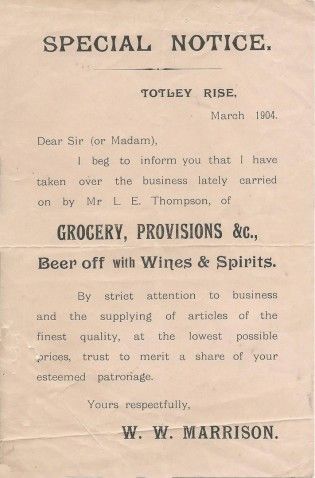 SPECIAL NOTICE.
TOTLEY RISE,
March 1904.
Dear Sir (or Madam),
I beg to inform you that I have
taken over the business lately carried
on by Mr L. E. Thompson, of
GROCERY, PROVISIONS &c.,
Beer off with Wines & Spirits.
By strict attention to business
and the supplying of articles of the
finest quality, at the lowest possible
prices, trust to merit a share of your
esteemed patronage.
Yours respectfully,
W. W. MARRISON.